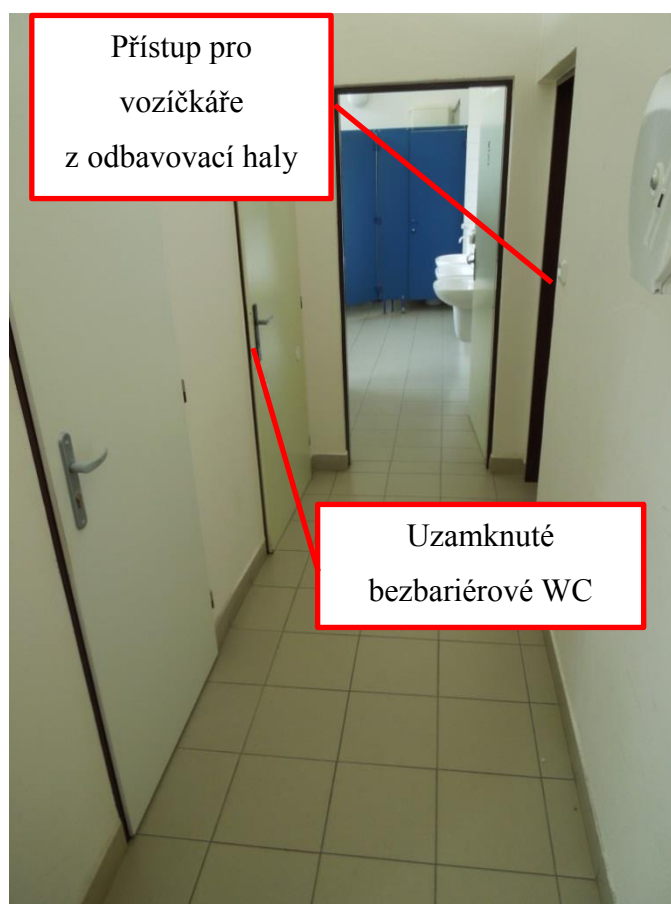 Přístup pro
vozíčkáře
z odbavovací haly
Uzamknuté
bezbariérové WC